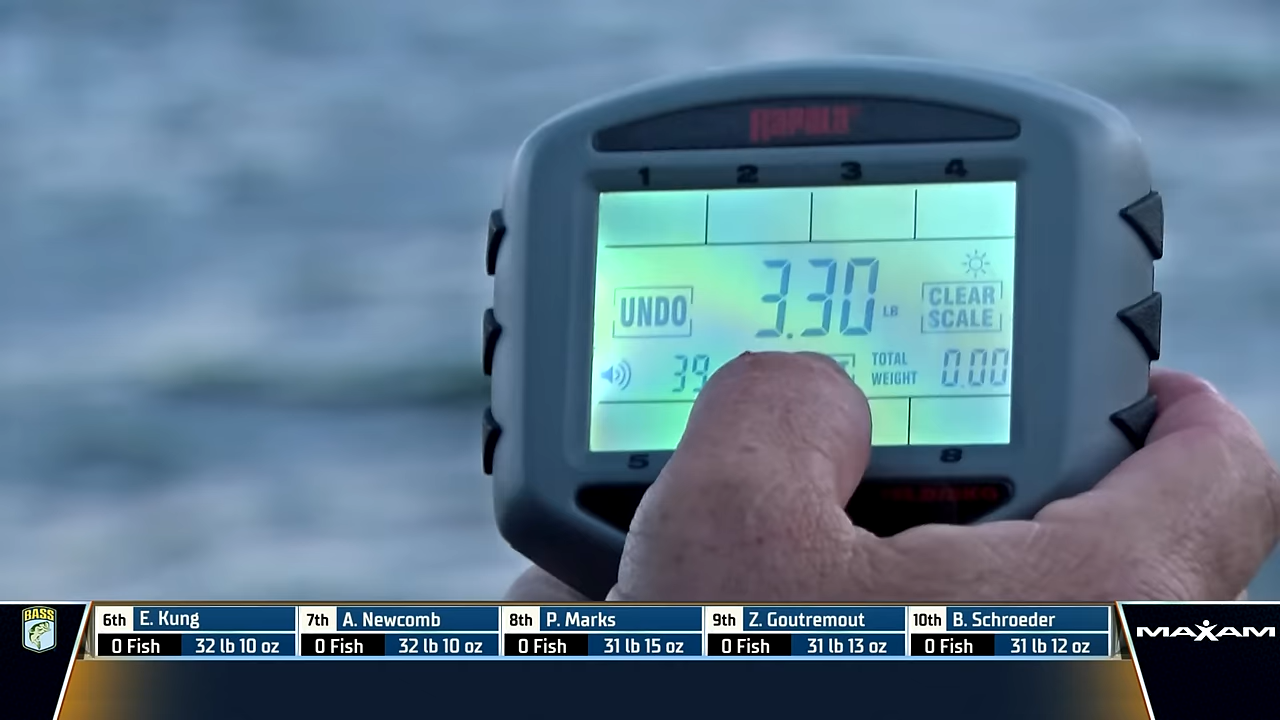 RAPALA
1 2 3 4
UNDO
3.30 LB
CLEAR
SCALE
39
TOTAL
WEIGHT
0.00
5 8
BASS
6th E. Kung
0 Fish 32 lb 10 oz
7th A. Newcomb
0 Fish 32 lb 10 oz
8th P. Marks
0 Fish 31 lb 15 oz
9th Z. Goutremout
0 Fish 31 lb 13 oz
10th B. Schroeder
0 Fish 31 lb 12 oz
MAXAM